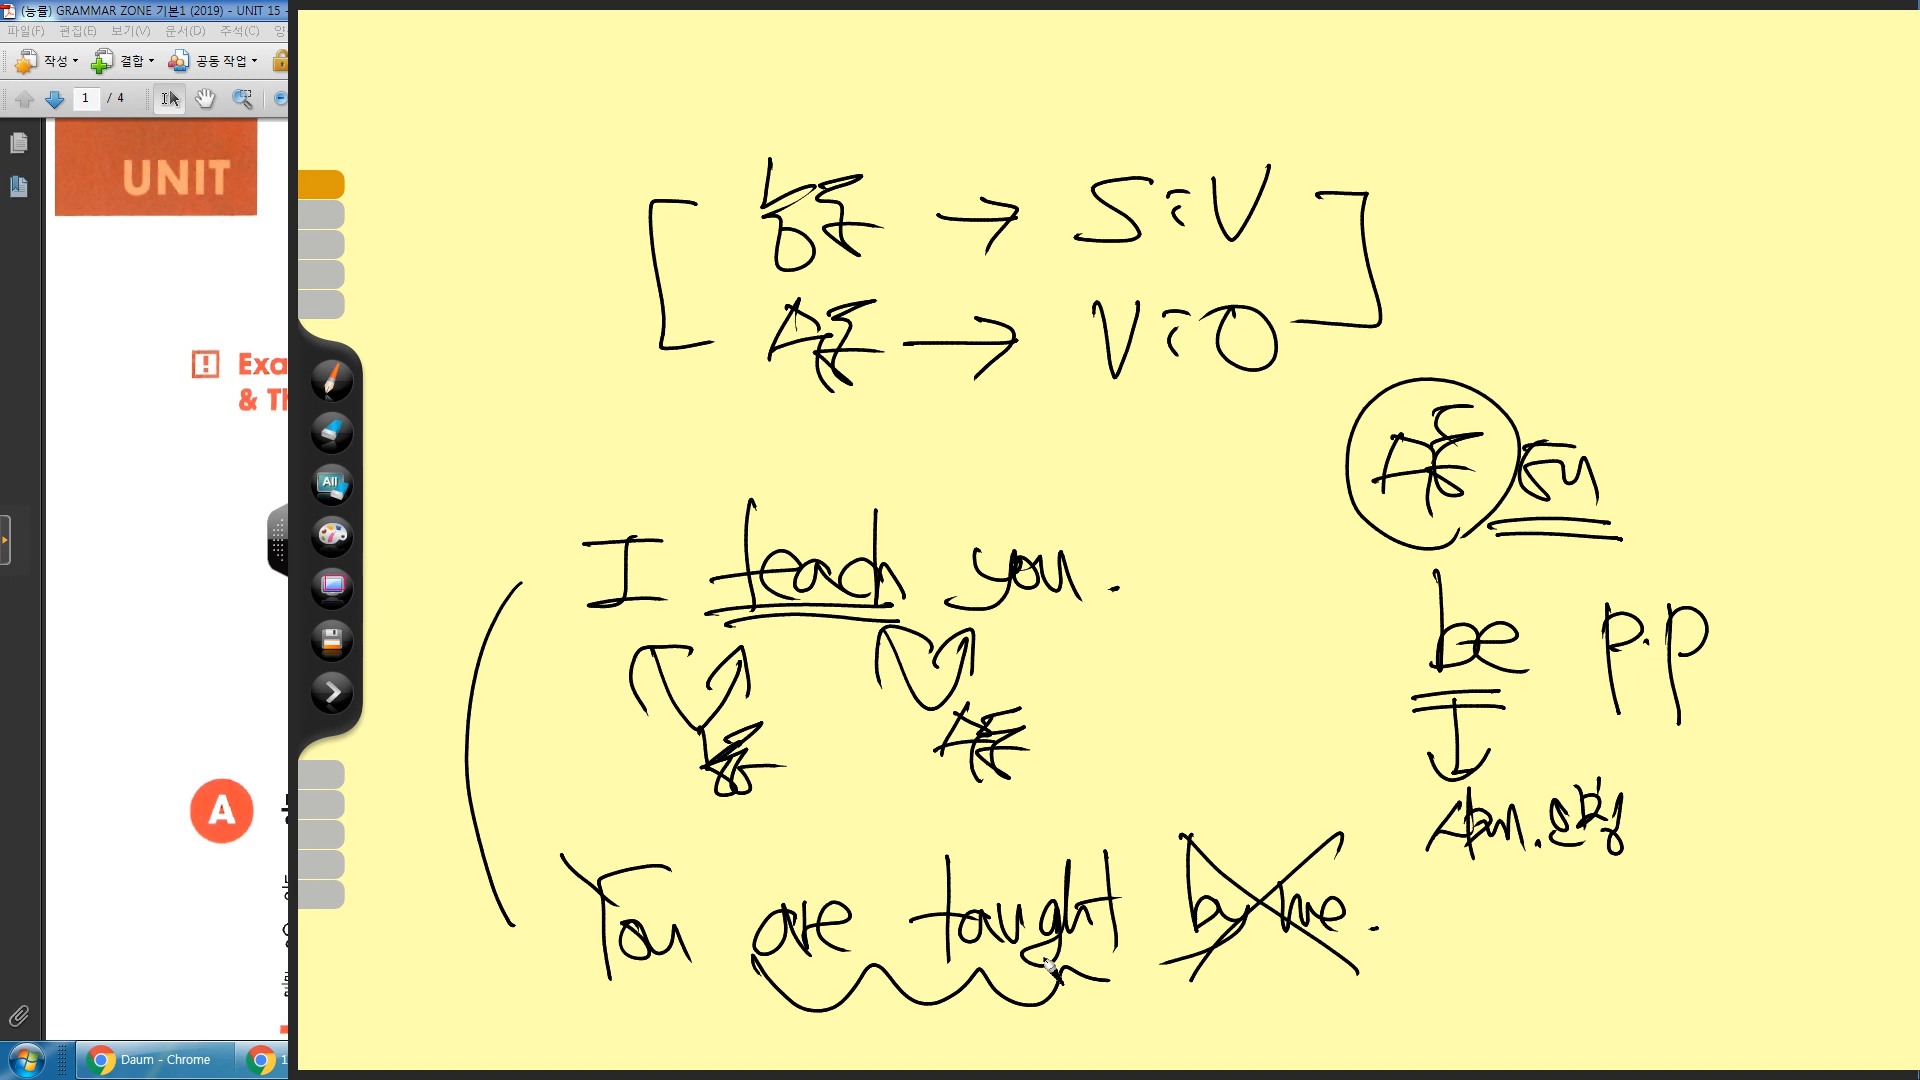 (능률) GRAMMAR ZONE 기본1 (2019) - UNIT 15 -
파일(F) 편집(E) 보기(V) 문서(D) 주석(C)
작성 결합 공동 작업
1 / 4
UNIT
Exa
& Th
A
All
능동 → S:V
수동 → V:O
I teach you.
능동 수동
be p.p
You are taught by me.
Daum - Chrome